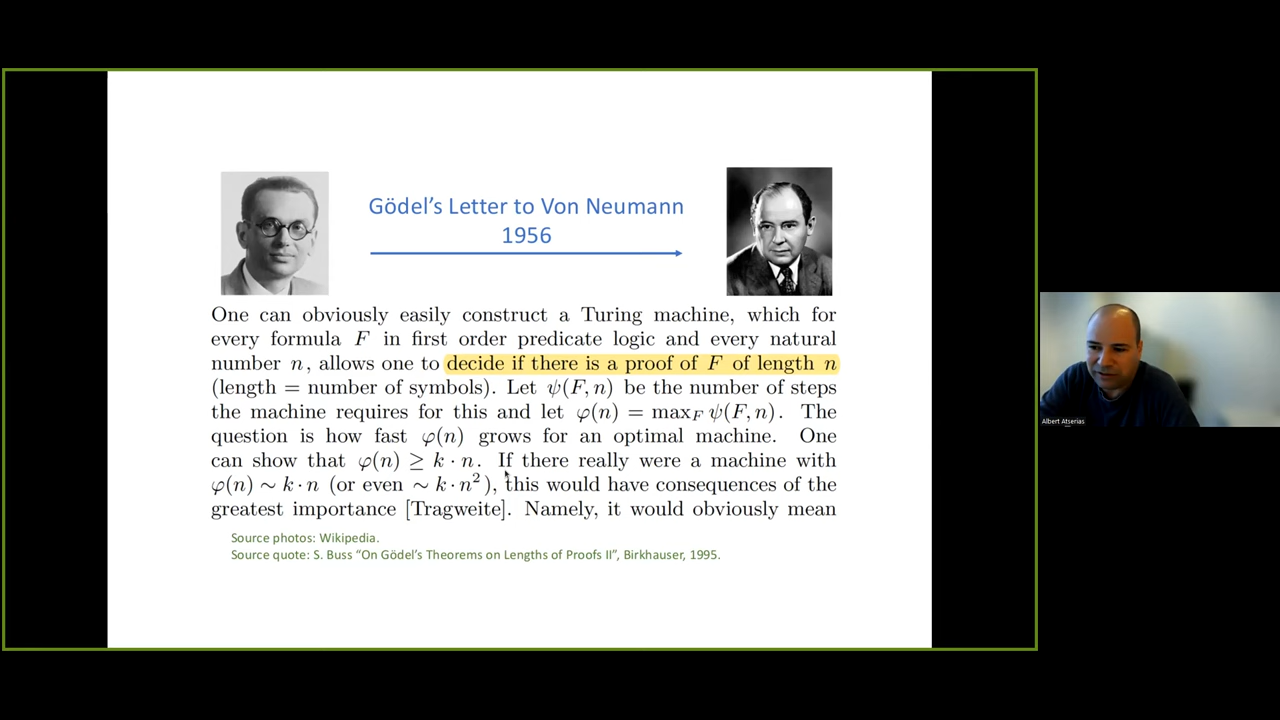 Gödel's Letter to Von Neumann
1956
One can obviously easily construct a Turing machine, which for
every formula F in first order predicate logic and every natural
number n, allows one to decide if there is a proof of F of length n
(length = number of symbols). Let ψ(F, n) be the number of steps
the machine requires for this and let φ(n) = max_F ψ(F, n). The
question is how fast φ(n) grows for an optimal machine. One
can show that φ(n) ≥ k · n. If there really were a machine with
φ(n) ∼ k · n (or even ∼ k · n²), this would have consequences of the
greatest importance [Tragweite]. Namely, it would obviously mean
Source photos: Wikipedia.
Source quote: S. Buss “On Gödel's Theorems on Lengths of Proofs II”, Birkhauser, 1995.
Albert Atserias